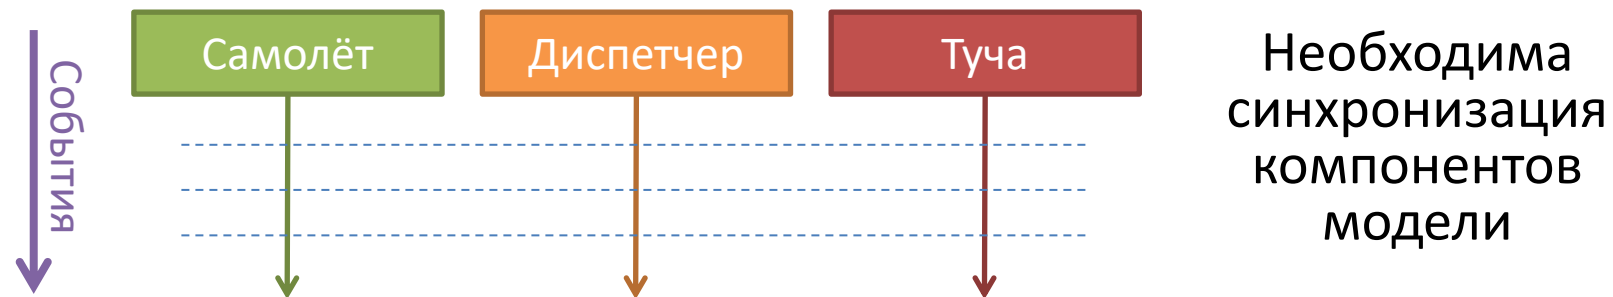 События
Самолёт
Диспетчер
Туча
Необходима
синхронизация
компонентов
модели